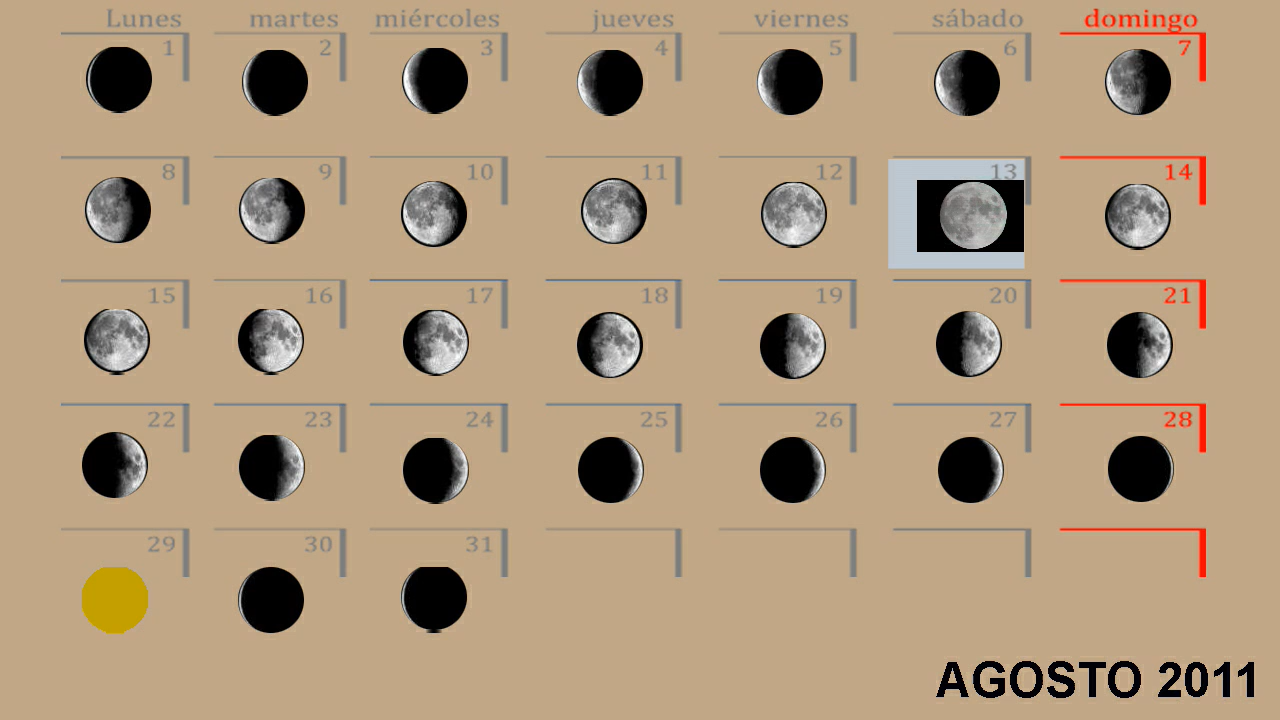 Lunes martes miércoles jueves viernes sábado domingo
1 2 3 4 5 6 7
8 9 10 11 12 13 14
15 16 17 18 19 20 21
22 23 24 25 26 27 28
29 30 31
AGOSTO 2011